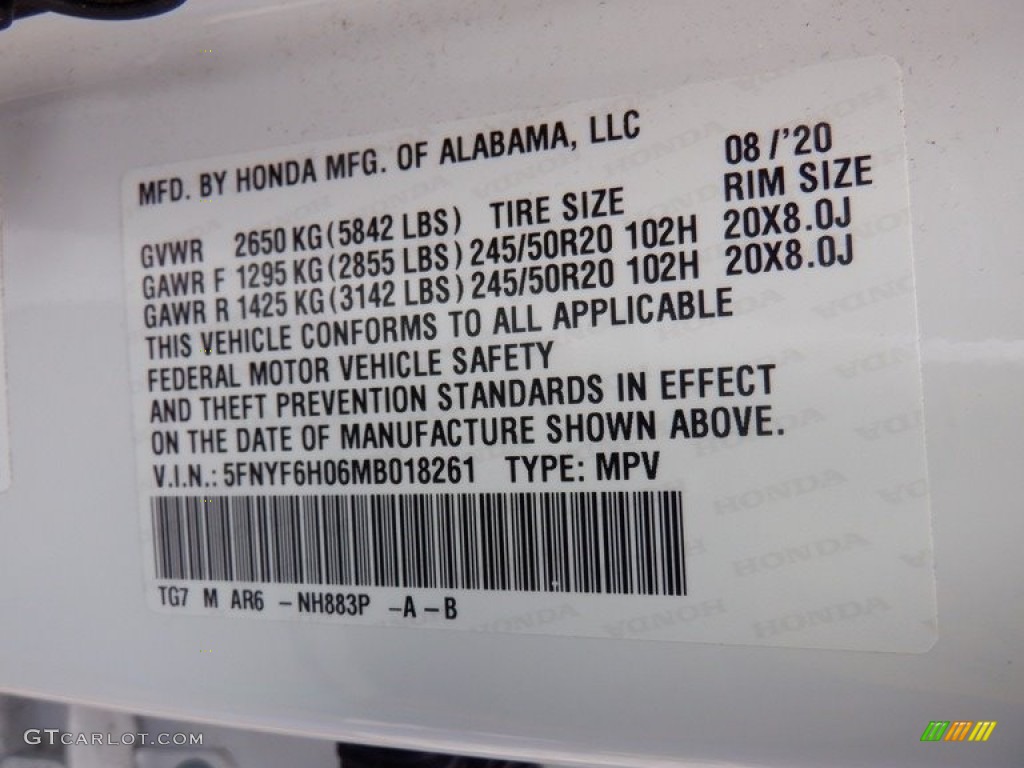 MFD. BY HONDA MFG. OF ALABAMA, LLC 08/'20
GVWR 2650 KG (5842 LBS) TIRE SIZE RIM SIZE
GAWR F 1295 KG (2855 LBS) 245/50R20 102H 20X8.0J
GAWR R 1425 KG (3142 LBS) 245/50R20 102H 20X8.0J
THIS VEHICLE CONFORMS TO ALL APPLICABLE
FEDERAL MOTOR VEHICLE SAFETY
AND THEFT PREVENTION STANDARDS IN EFFECT
ON THE DATE OF MANUFACTURE SHOWN ABOVE.
V.I.N.: 5FNYF6H06MB018261 TYPE: MPV
TG7 M AR6 -NH883P -A-B
GTCARLOT.COM